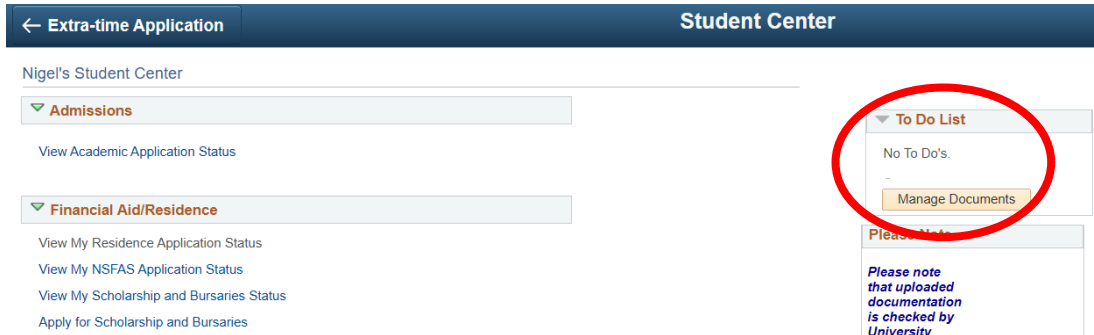 ← Extra-time Application
Student Center
Nigel's Student Center
Admissions
View Academic Application Status
Financial Aid/Residence
View My Residence Application Status
View My NSFAS Application Status
View My Scholarship and Bursaries Status
Apply for Scholarship and Bursaries
To Do List
No To Do's.
Manage Documents
Please Note
Please note
that uploaded
documentation
is checked by
University